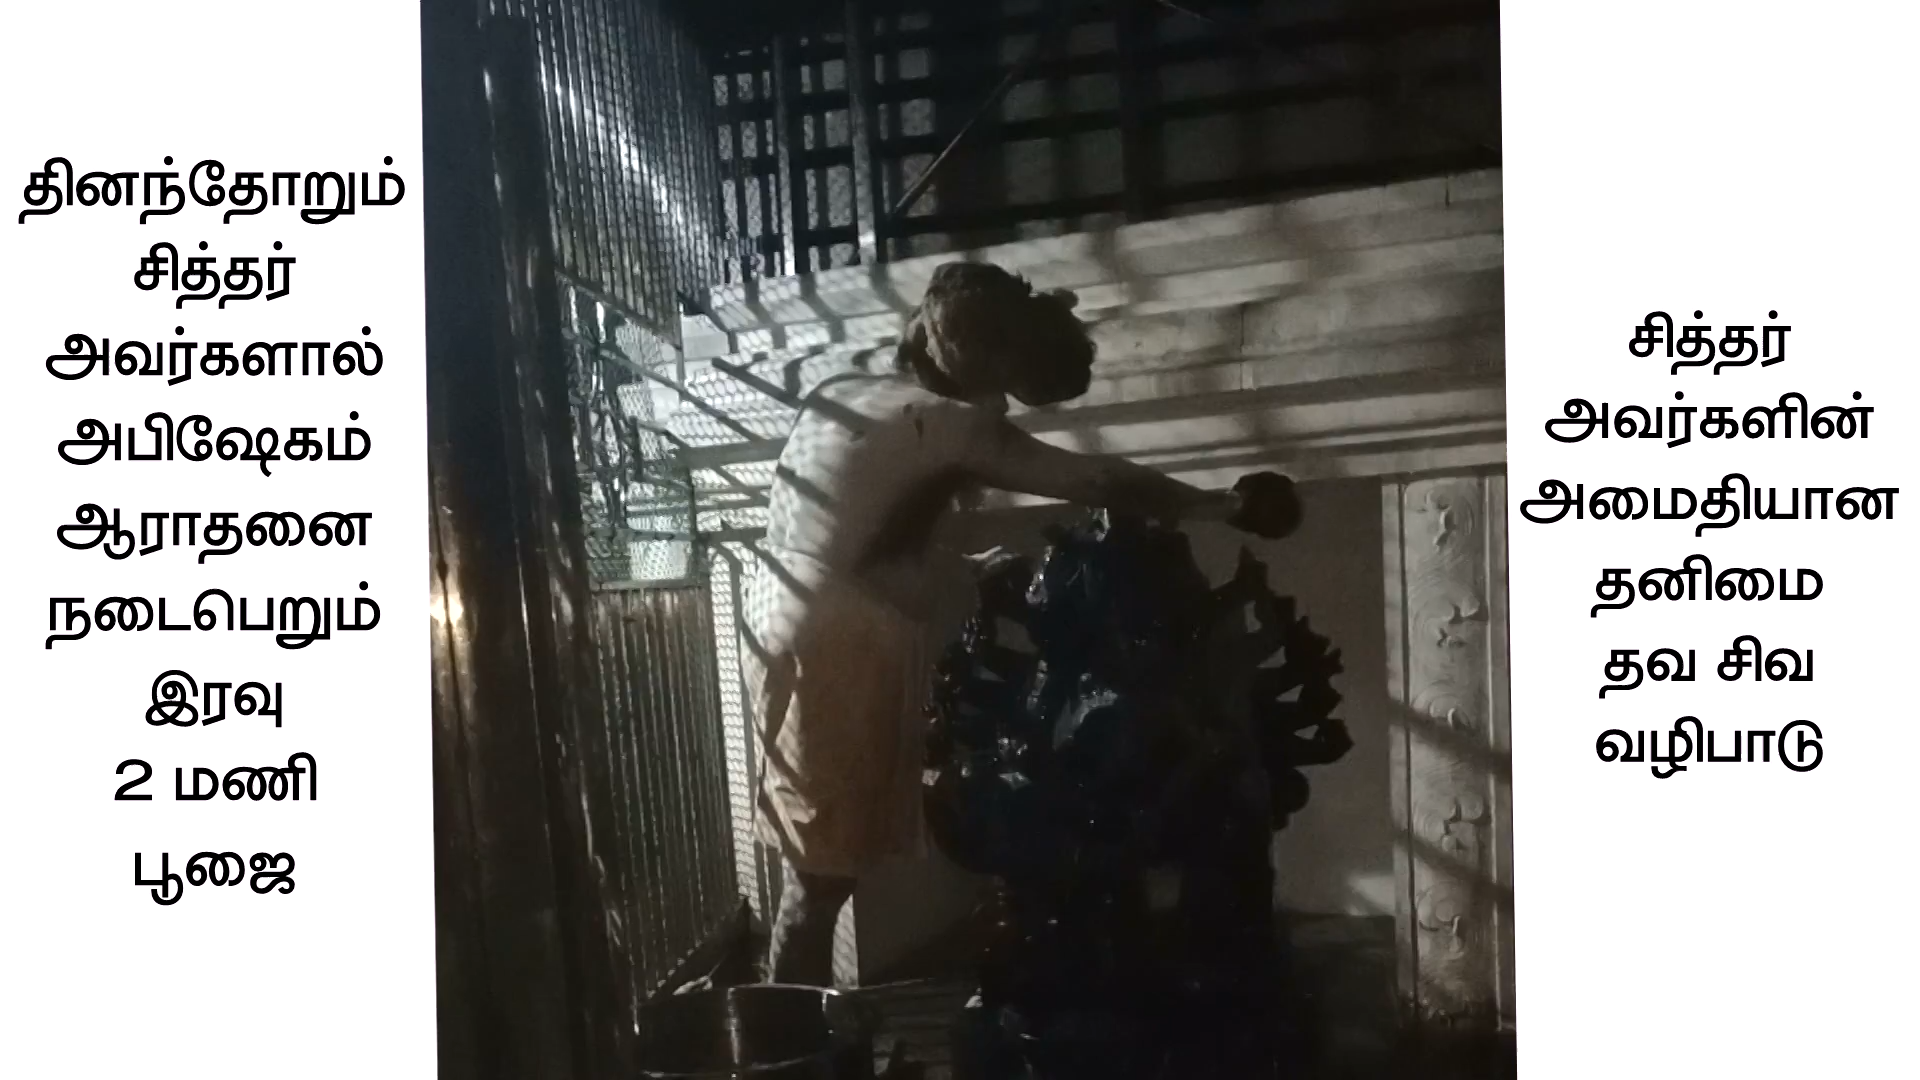 தினந்தோறும்
சித்தர்
அவர்களால்
அபிஷேகம்
ஆராதனை
நடைபெறும்
இரவு
2 மணி
பூஜை
சித்தர்
அவர்களின்
அமைதியான
தனிமை
தவ சிவ
வழிபாடு